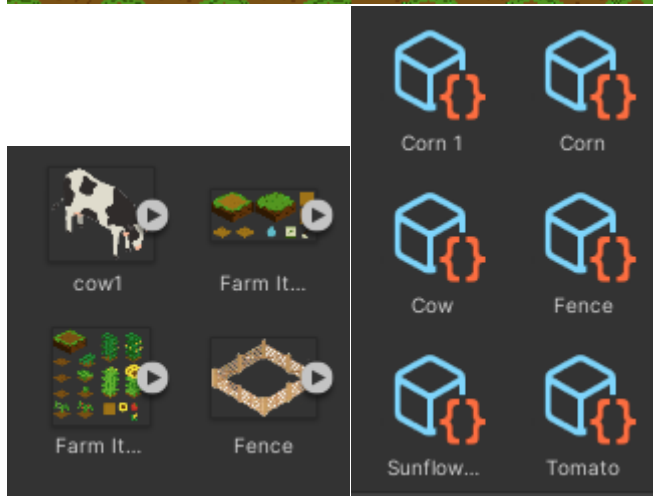 Corn 1
Corn
cow1
Farm It...
Cow
Fence
Farm It...
Fence
Sunflow...
Tomato